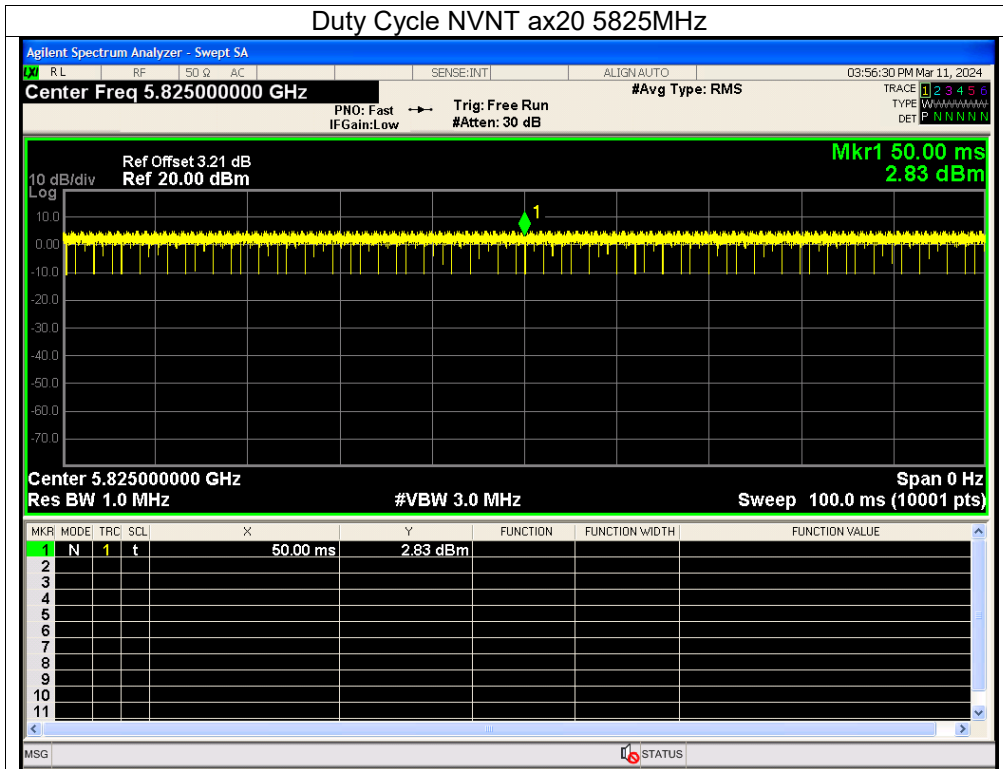 Duty Cycle NVNT ax20 5825MHz
Agilent Spectrum Analyzer - Swept SA
LXI RL RF 50 Ω AC SENSE:INT ALIGN AUTO 03:56:30 PM Mar 11, 2024
Center Freq 5.825000000 GHz #Avg Type: RMS TRACE 1 2 3 4 5 6
PNO: Fast Trig: Free Run TYPE W
IFGain:Low #Atten: 30 dB DET P N N N N N
Mkr1 50.00 ms
Ref Offset 3.21 dB 2.83 dBm
10 dB/div Ref 20.00 dBm
Log
1
10.0
0.00
-10.0
-20.0
-30.0
-40.0
-50.0
-60.0
-70.0
Center 5.825000000 GHz Span 0 Hz
Res BW 1.0 MHz #VBW 3.0 MHz Sweep 100.0 ms (10001 pts)
MKR MODE TRC SCL X Y FUNCTION FUNCTION WIDTH FUNCTION VALUE
1 N 1 t 50.00 ms 2.83 dBm
2
3
4
5
6
7
8
9
10
11
MSG STATUS